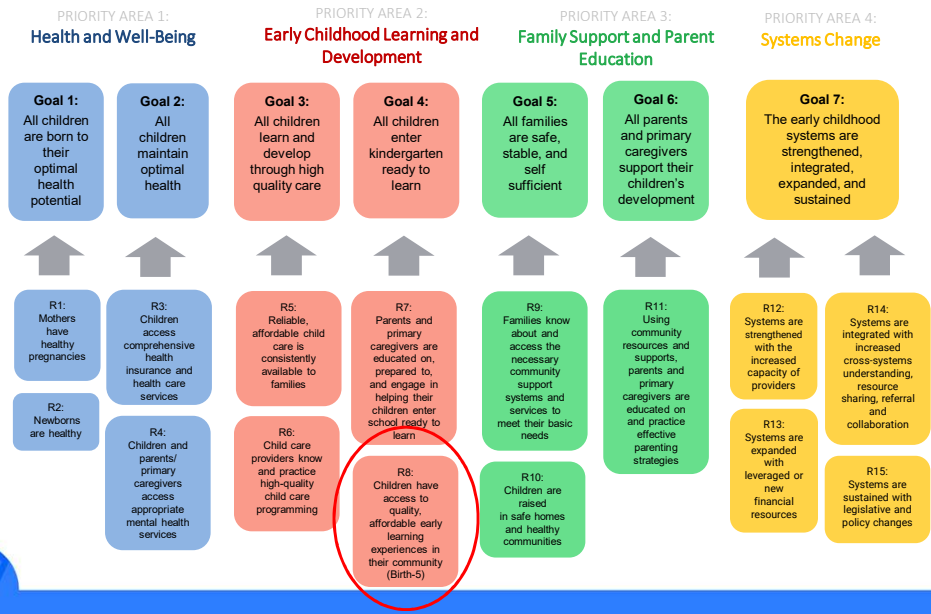 PRIORITY AREA 1:
Health and Well-Being
PRIORITY AREA 2:
Early Childhood Learning and
Development
PRIORITY AREA 3:
Family Support and Parent
Education
PRIORITY AREA 4:
Systems Change
Goal 1:
All children
are born to
their
optimal
health
potential
Goal 2:
All
children
maintain
optimal
health
Goal 3:
All children
learn and
develop
through high
quality care
Goal 4:
All children
enter
kindergarten
ready to
learn
Goal 5:
All families
are safe,
stable, and
self
sufficient
Goal 6:
All parents
and primary
caregivers
support their
children's
development
Goal 7:
The early childhood
systems are
strengthened,
integrated,
expanded, and
sustained
R1:
Mothers
have
healthy
pregnancies
R2:
Newborns
are healthy
R3:
Children
access
comprehensive
health
insurance and
health care
services
R4:
Children and
parents/
primary
caregivers
access
appropriate
mental health
services
R5:
Reliable,
affordable child
care is
consistently
available to
families
R6:
Child care
providers know
and practice
high-quality
child care
programming
R7:
Parents and
primary
caregivers are
educated on,
prepared to,
and engage in
helping their
children enter
school ready to
learn
R8:
Children have
access to
quality,
affordable early
learning
experiences in
their community
(Birth-5)
R9:
Families know
about and
access the
necessary
community
support
systems and
services to
meet their basic
needs
R10:
Children are
raised
in safe homes
and healthy
communities
R11:
Using
community
resources and
supports,
parents and
primary
caregivers are
educated on
and practice
effective
parenting
strategies
R12:
Systems are
strengthened
with the
increased
capacity of
providers
R13:
Systems are
expanded
with
leveraged or
new
financial
resources
R14:
Systems are
integrated with
increased
cross-systems
understanding,
resource
sharing, referral
and
collaboration
R15:
Systems are
sustained with
legislative and
policy changes